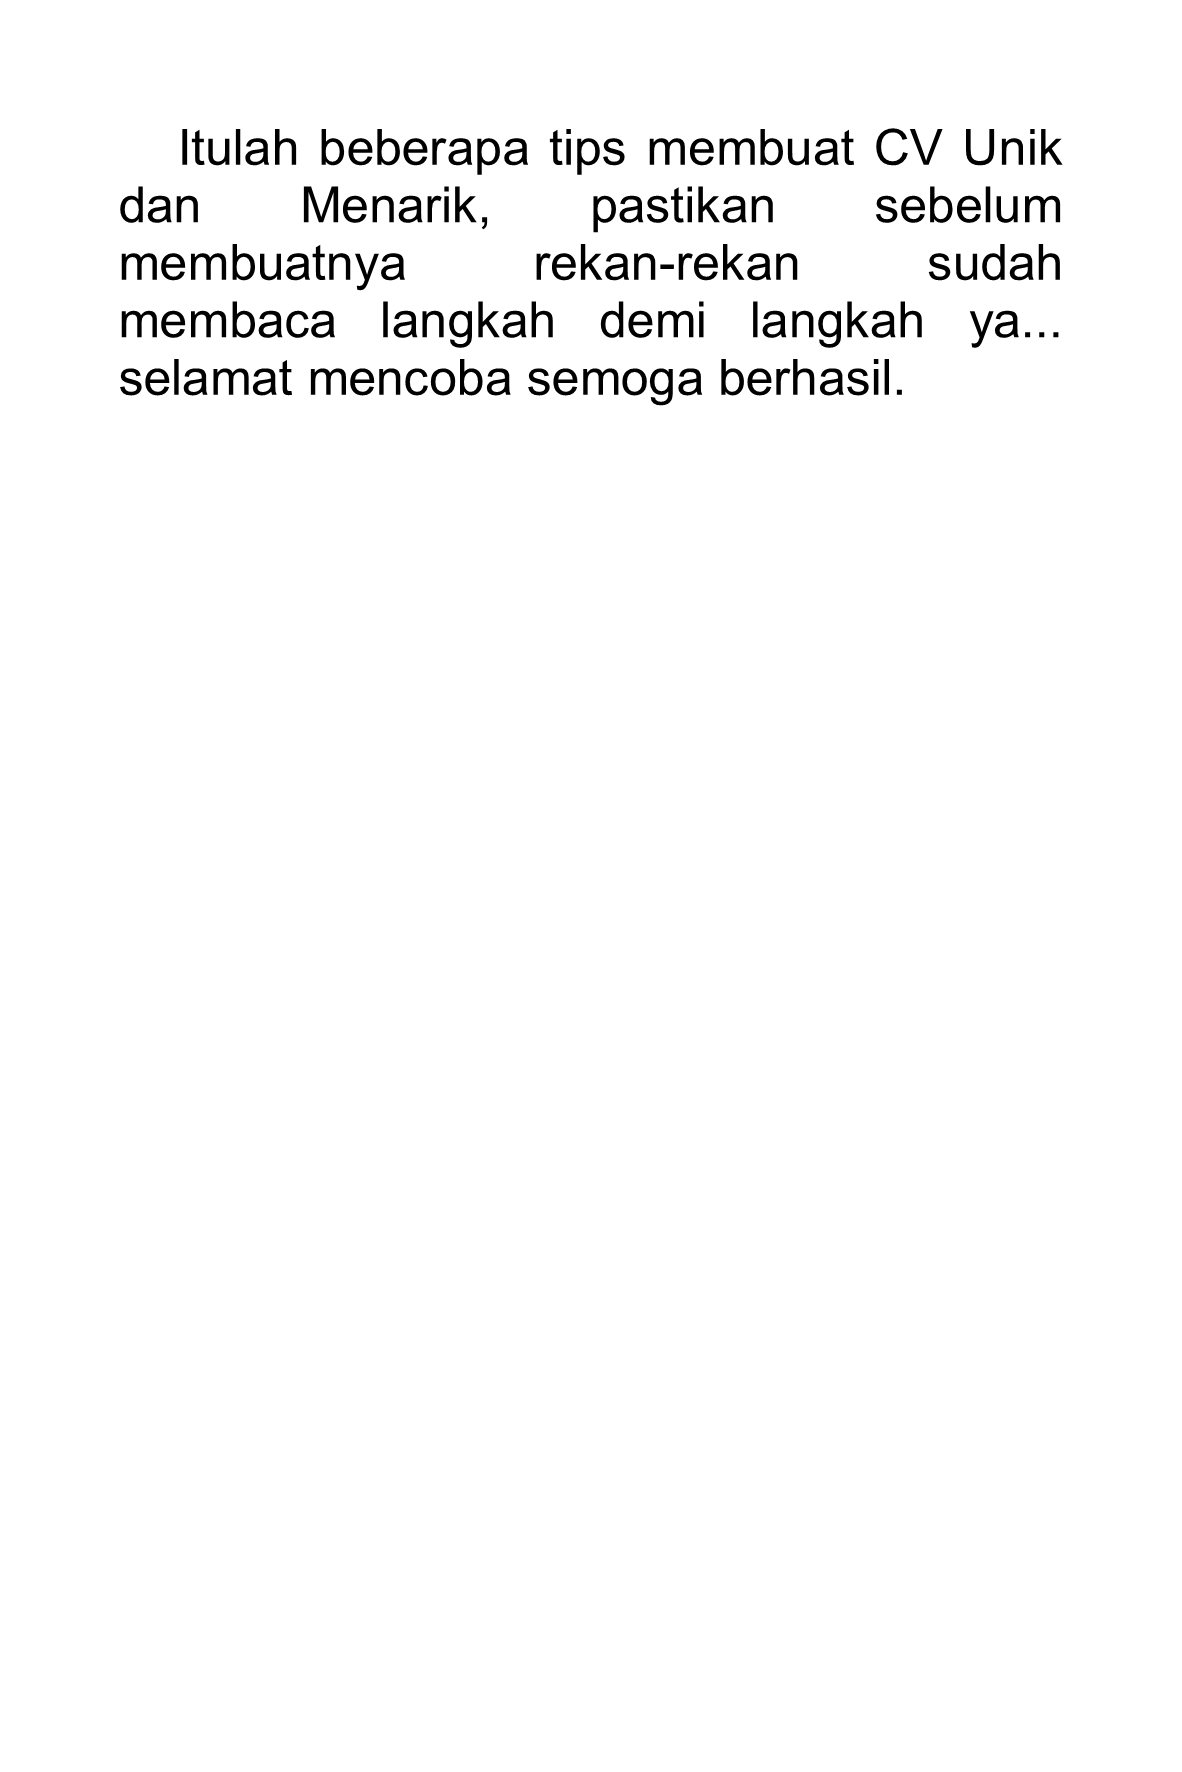 Itulah beberapa tips membuat CV Unik
dan Menarik, pastikan sebelum
membuatnya rekan-rekan sudah
membaca langkah demi langkah ya...
selamat mencoba semoga berhasil.